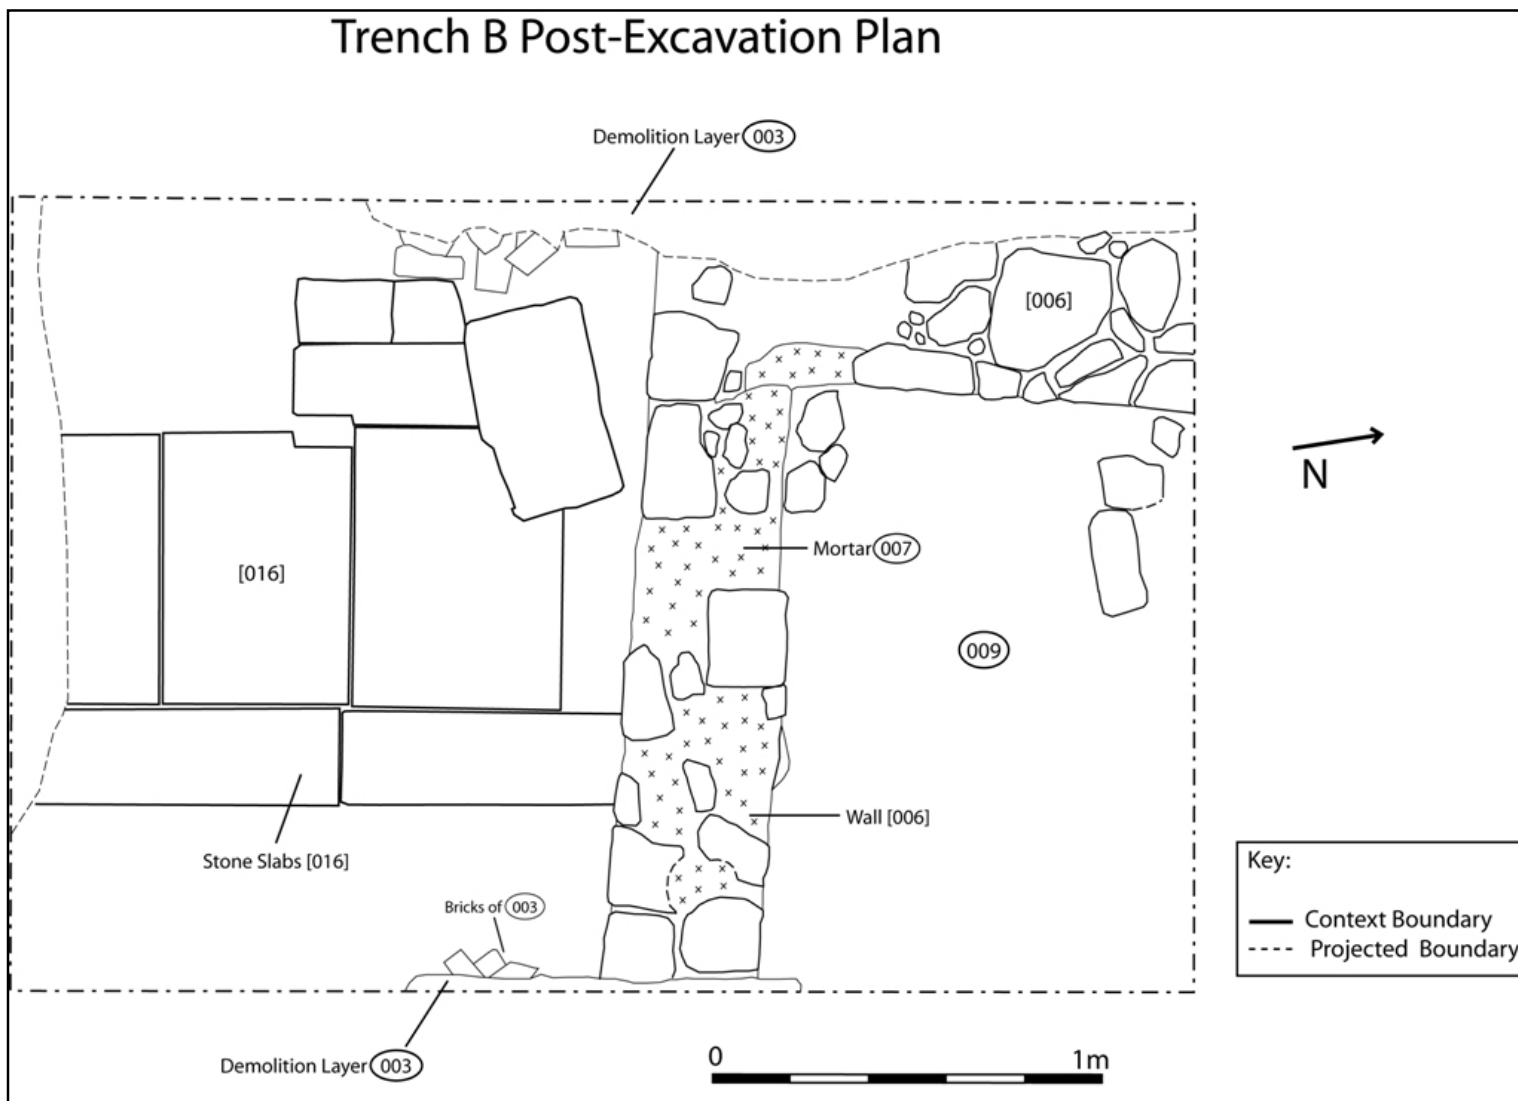 Trench B Post-Excavation Plan
Demolition Layer 003
[006]
Mortar 007
[016]
009
N
Wall [006]
Stone Slabs [016]
Bricks of 003
Demolition Layer 003
Key:
Context Boundary
Projected Boundary
0 1m